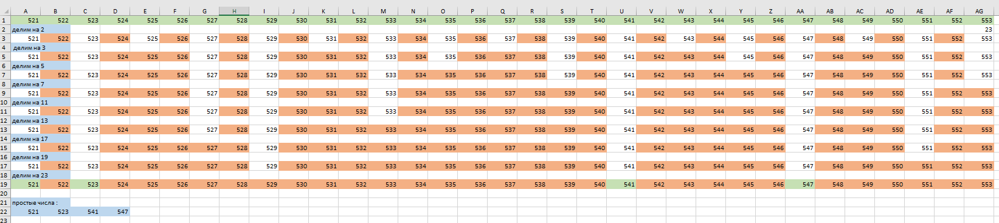 A B C D E F G H I J K L M N O P Q R S T U V W X Y Z AA AB AC AD AE AF AG
1 521 522 523 524 525 526 527 528 529 530 531 532 533 534 535 536 537 538 539 540 541 542 543 544 545 546 547 548 549 550 551 552 553
2 делим на 2 23
3 521 522 523 524 525 526 527 528 529 530 531 532 533 534 535 536 537 538 539 540 541 542 543 544 545 546 547 548 549 550 551 552 553
4 делим на 3
5 521 522 523 524 525 526 527 528 529 530 531 532 533 534 535 536 537 538 539 540 541 542 543 544 545 546 547 548 549 550 551 552 553
6 делим на 5
7 521 522 523 524 525 526 527 528 529 530 531 532 533 534 535 536 537 538 539 540 541 542 543 544 545 546 547 548 549 550 551 552 553
8 делим на 7
9 521 522 523 524 525 526 527 528 529 530 531 532 533 534 535 536 537 538 539 540 541 542 543 544 545 546 547 548 549 550 551 552 553
10 делим на 11
11 521 522 523 524 525 526 527 528 529 530 531 532 533 534 535 536 537 538 539 540 541 542 543 544 545 546 547 548 549 550 551 552 553
12 делим на 13
13 521 522 523 524 525 526 527 528 529 530 531 532 533 534 535 536 537 538 539 540 541 542 543 544 545 546 547 548 549 550 551 552 553
14 делим на 17
15 521 522 523 524 525 526 527 528 529 530 531 532 533 534 535 536 537 538 539 540 541 542 543 544 545 546 547 548 549 550 551 552 553
16 делим на 19
17 521 522 523 524 525 526 527 528 529 530 531 532 533 534 535 536 537 538 539 540 541 542 543 544 545 546 547 548 549 550 551 552 553
18 делим на 23
19 521 522 523 524 525 526 527 528 529 530 531 532 533 534 535 536 537 538 539 540 541 542 543 544 545 546 547 548 549 550 551 552 553
20
21 простые числа :
22 521 523 541 547
23